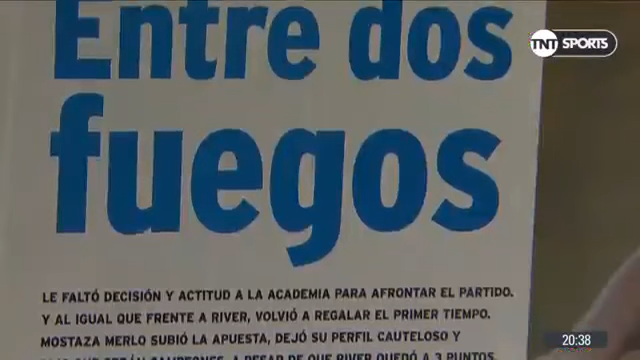 Entre dos
fuegos
LE FALTÓ DECISIÓN Y ACTITUD A LA ACADEMIA PARA AFRONTAR EL PARTIDO.
Y AL IGUAL QUE FRENTE A RIVER, VOLVIÓ A REGALAR EL PRIMER TIEMPO.
MOSTAZA MERLO SUBIÓ LA APUESTA, DEJÓ SU PERFIL CAUTELOSO Y
A PESAR DE QUE RIVER QUEDÓ A 3 PUNTOS
TNT SPORTS
20:38